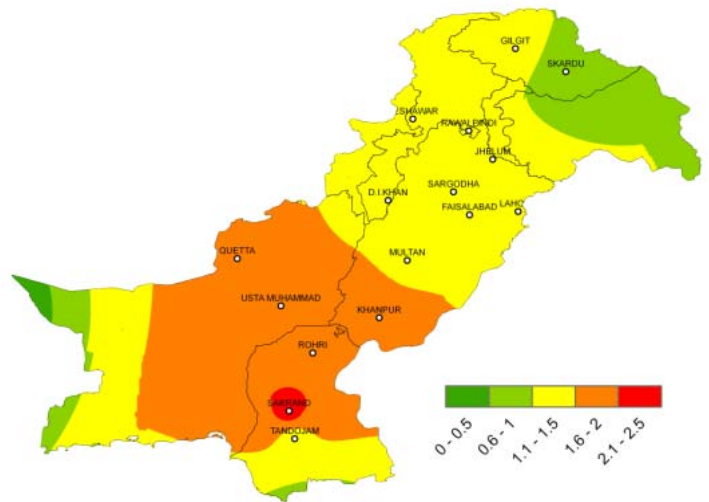 GILGIT
SKARDU
SHAWAR
RAWALPINDI
JHELUM
SARGODHA
D.I.KHAN
FAISALABAD
LAHO
MULTAN
QUETTA
USTA MUHAMMAD
KHANPUR
ROHRI
SAKRAND
TANDOJAM
0 - 0.5
0.6 - 1
1.1 - 1.5
1.6 - 2
2.1 - 2.5